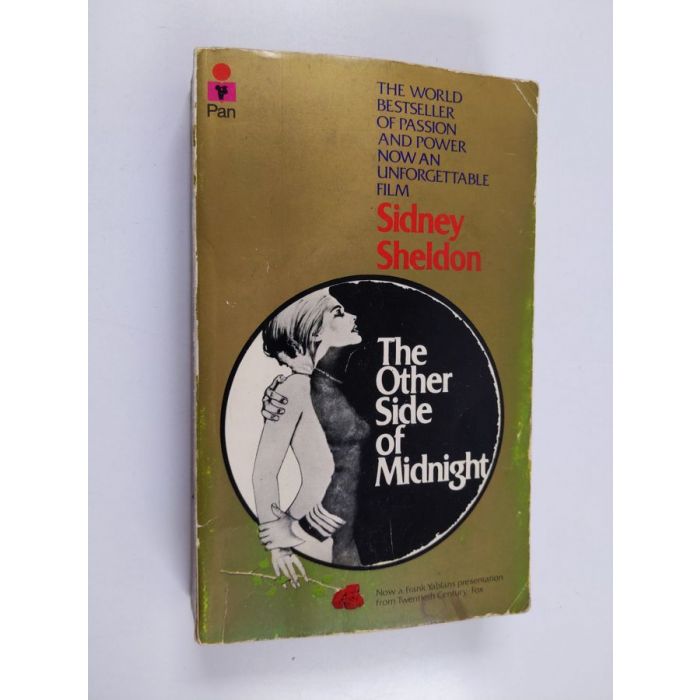 Pan
THE WORLD
BESTSELLER
OF PASSION
AND POWER
NOW AN
UNFORGETTABLE
FILM
Sidney
Sheldon
The
Other
Side
of
Midnight
Now a Frank Yablans presentation
from Twentieth Century-Fox